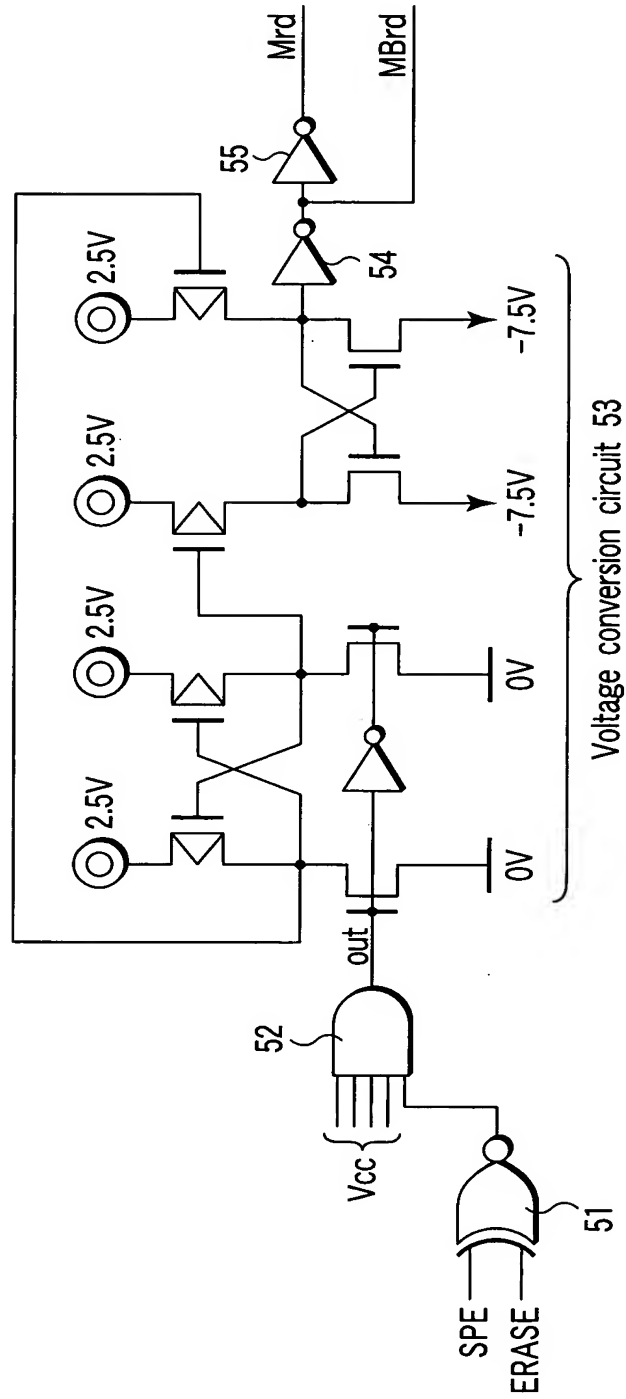 SPE
ERASE
51
Vcc
52
out
2.5V
2.5V
2.5V
2.5V
0V
0V
-7.5V
-7.5V
54
55
Mrd
MBrd
Voltage conversion circuit 53